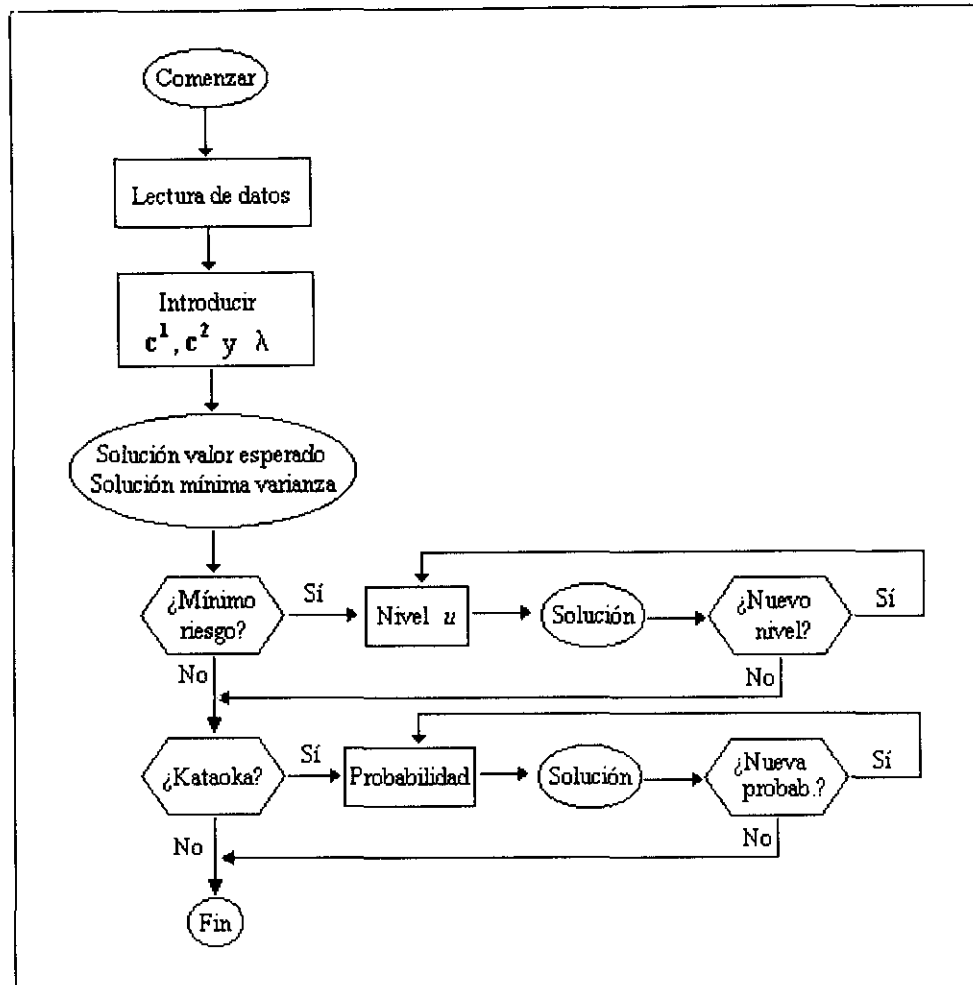 Comenzar
Lectura de datos
Introducir
c¹, c² y λ
Solución valor esperado
Solución mínima varianza
¿Mínimo
riesgo?
Sí
Nivel u
Solución
¿Nuevo
nivel?
Sí
No
No
¿Kataoka?
Sí
Probabilidad
Solución
¿Nueva
probab.?
Sí
No
No
Fin